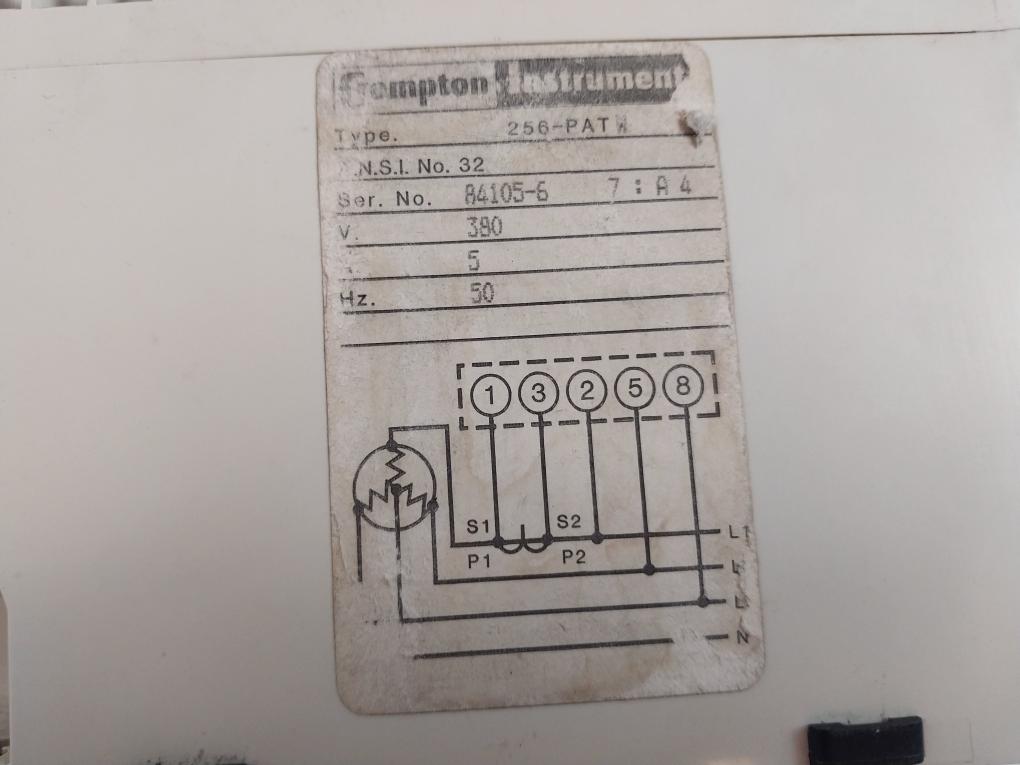 Crompton Instrument
Type. 256-PATW
N.S.I. No. 32
Ser. No. 84105-6 7 : A 4
V. 380
5
Hz. 50
1 3 2 5 8
S1 S2
P1 P2
L1
L
L
N